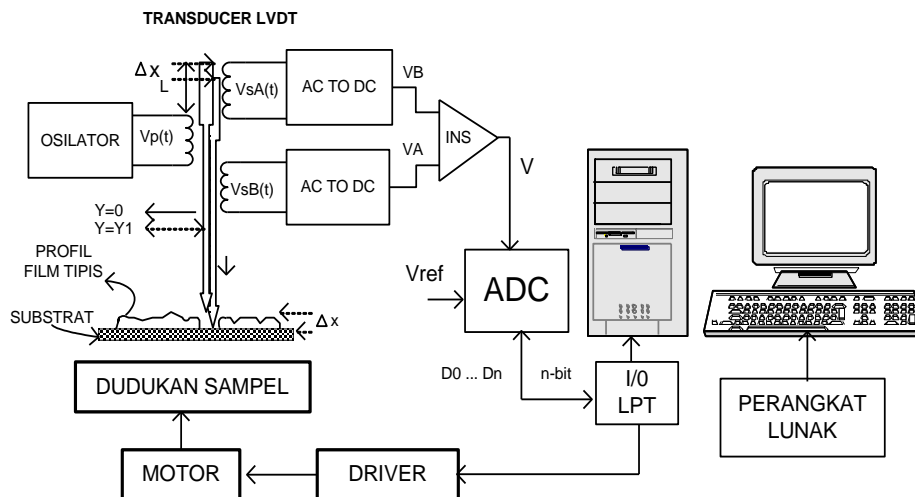 TRANSDUCER LVDT
Δx
L
VsA(t)
AC TO DC
VB
OSILATOR
Vp(t)
INS
VA
VsB(t)
AC TO DC
V
Y=0
Y=Y1
PROFIL
FILM TIPIS
Vref
ADC
SUBSTRAT
Δx
D0 ... Dn
n-bit
I/0
LPT
DUDUKAN SAMPEL
PERANGKAT
LUNAK
MOTOR
DRIVER